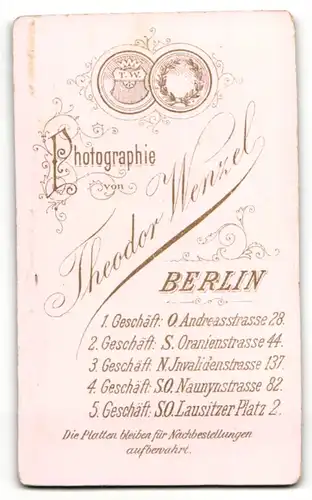 T.W.
Photographie
von
Theodor Wenzel
BERLIN
1. Geschäft: O. Andreasstrasse 28.
2. Geschäft: S. Oranienstrasse 44.
3. Geschäft: N. Jnvalidenstrasse 137.
4. Geschäft: SO. Naunynstrasse 82.
5. Geschäft: SO. Lausitzer Platz 2.
Die Platten bleiben für Nachbestellungen
aufbewahrt.